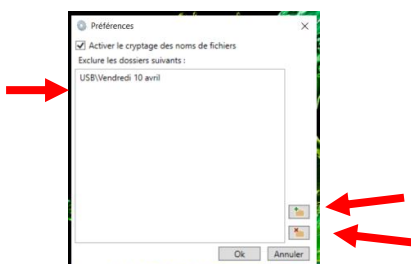 Préférences
Activer le cryptage des noms de fichiers
Exclure les dossiers suivants :
USB\Vendredi 10 avril
Ok
Annuler